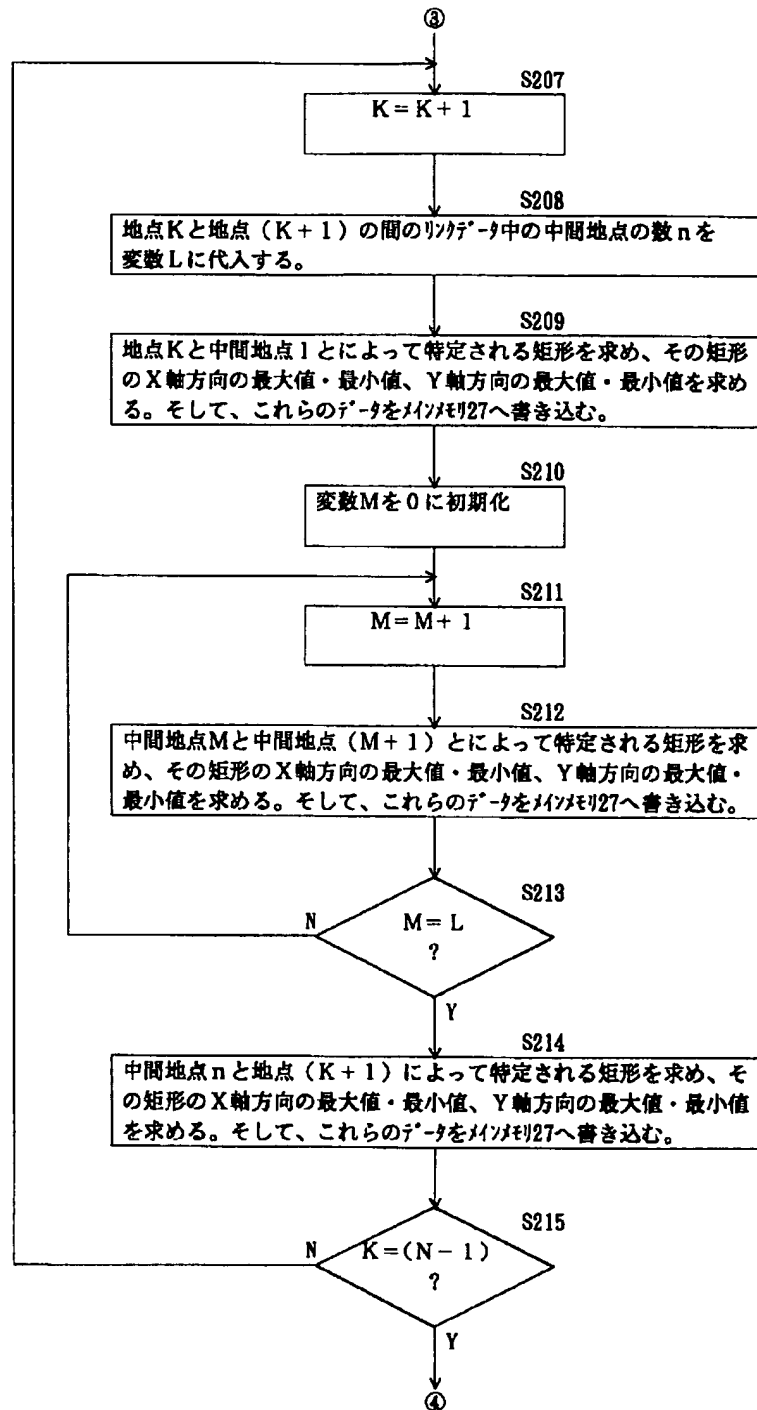 ③
S207
K=K+1
S208
地点Kと地点（K+1）の間のﾘﾝｸﾃﾞｰﾀ中の中間地点の数nを
変数Lに代入する。
S209
地点Kと中間地点1とによって特定される矩形を求め、その矩形
のX軸方向の最大値・最小値、Y軸方向の最大値・最小値を求め
る。そして、これらのﾃﾞｰﾀをﾒｲﾝﾒﾓﾘ27へ書き込む。
S210
変数Mを0に初期化
S211
M=M+1
S212
中間地点Mと中間地点（M+1）とによって特定される矩形を求
め、その矩形のX軸方向の最大値・最小値、Y軸方向の最大値・
最小値を求める。そして、これらのﾃﾞｰﾀをﾒｲﾝﾒﾓﾘ27へ書き込む。
S213
N
M=L
?
Y
S214
中間地点nと地点（K+1）によって特定される矩形を求め、そ
の矩形のX軸方向の最大値・最小値、Y軸方向の最大値・最小値
を求める。そして、これらのﾃﾞｰﾀをﾒｲﾝﾒﾓﾘ27へ書き込む。
S215
N
K=(N-1)
?
Y
④